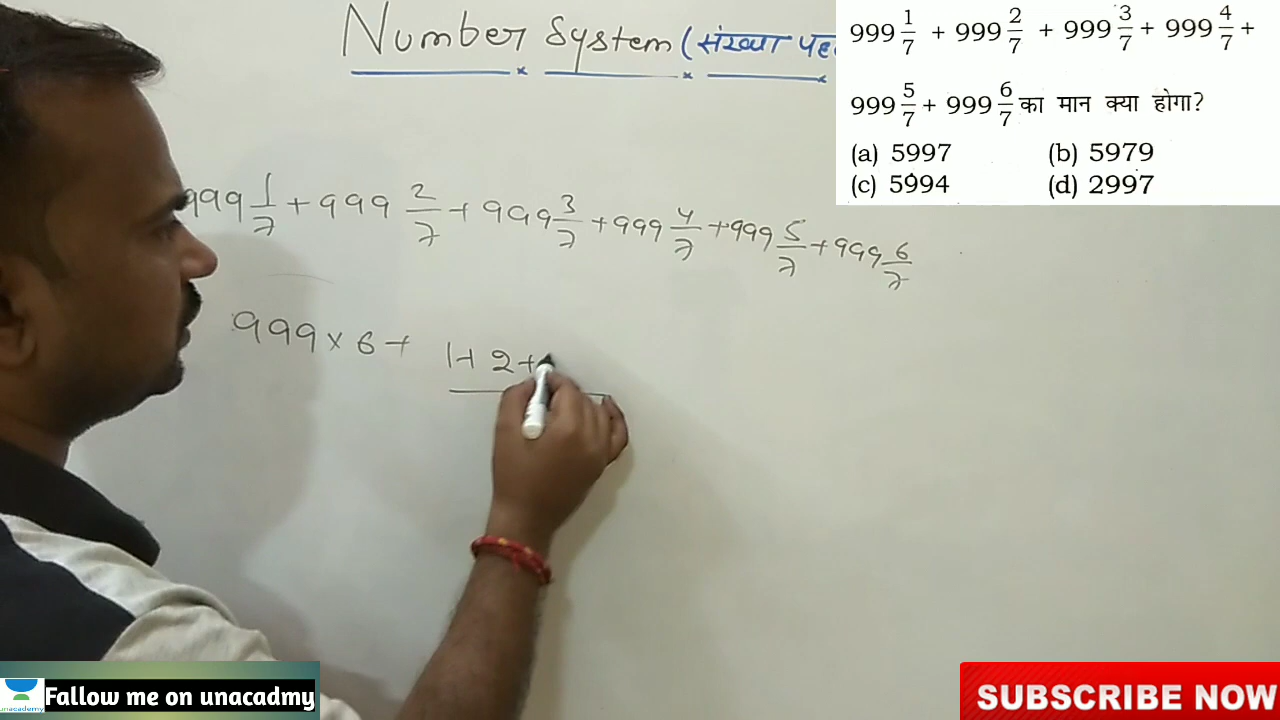 Number System (संख्या
999 1/7 + 999 2/7 + 999 3/7 + 999 4/7 +
999 5/7 + 999 6/7 का मान क्या होगा?
(a) 5997 (b) 5979
(c) 5994 (d) 2997
999 1/7 + 999 2/7 + 999 3/7 + 999 4/7 + 999 5/7 + 999 6/7
999 × 6 + 1 + 2 +
unacademy
Fallow me on unacadmy
SUBSCRIBE NOW